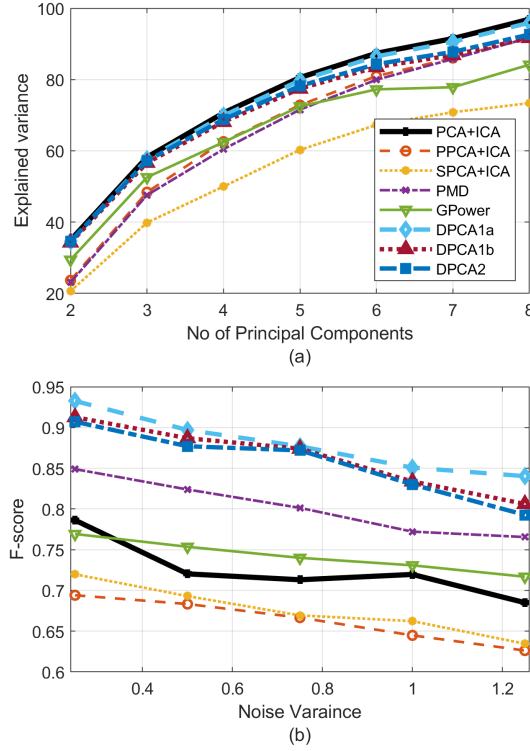 100
80
60
40
20
Explained variance
2
3
4
5
6
7
8
No of Principal Components
PCA+ICA
PPCA+ICA
SPCA+ICA
PMD
GPower
DPCA1a
DPCA1b
DPCA2
(a)
0.95
0.9
0.85
0.8
0.75
0.7
0.65
0.6
F-score
0.4
0.6
0.8
1
1.2
Noise Varaince
(b)